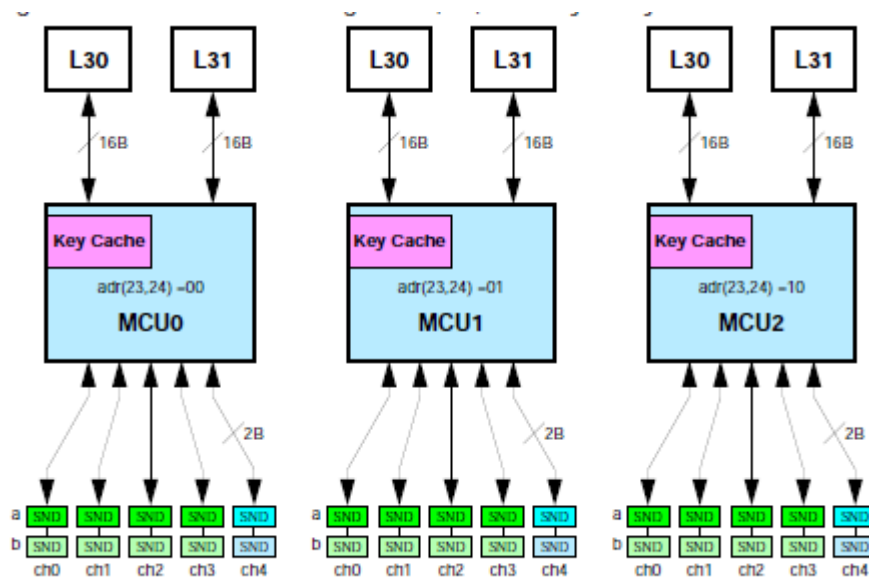 L30 L31 L30 L31 L30 L31
16B 16B 16B 16B 16B 16B
Key Cache Key Cache Key Cache
adr(23,24) =00 adr(23,24) =01 adr(23,24) =10
MCU0 MCU1 MCU2
2B 2B 2B
a SND SND SND SND SND a SND SND SND SND SND a SND SND SND SND SND
b SND SND SND SND SND b SND SND SND SND SND b SND SND SND SND SND
ch0 ch1 ch2 ch3 ch4 ch0 ch1 ch2 ch3 ch4 ch0 ch1 ch2 ch3 ch4